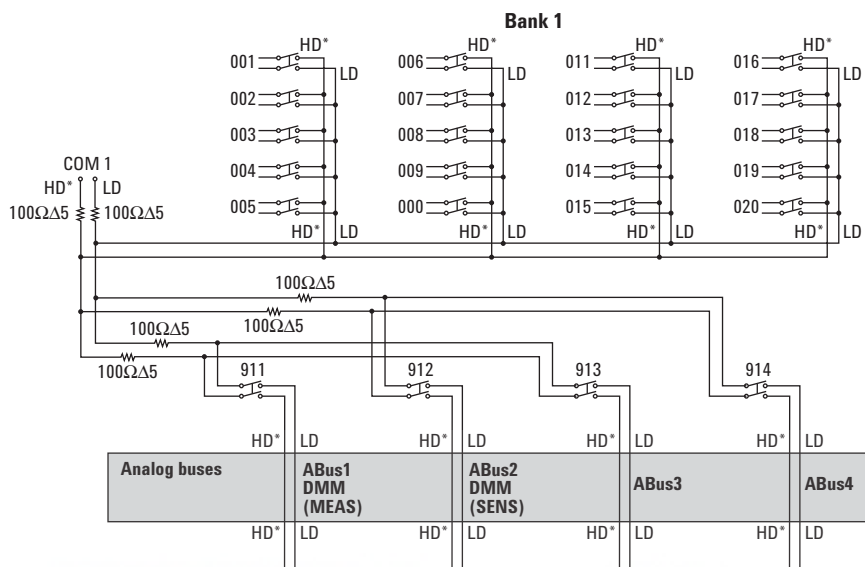 Bank 1
HD* HD* HD* HD*
001 006 011 016
LD LD LD LD
002 007 012 017
003 008 013 018
COM 1
004 009 014 019
HD* LD
005 000 015 020
100ΩΔ5 100ΩΔ5
HD* LD HD* LD HD* LD HD* LD
100ΩΔ5
100ΩΔ5
100ΩΔ5
100ΩΔ5
911 912 913 914
HD* LD HD* LD HD* LD HD* LD
Analog buses
ABus1
DMM
(MEAS)
ABus2
DMM
(SENS)
ABus3
ABus4
HD* LD HD* LD HD* LD HD* LD